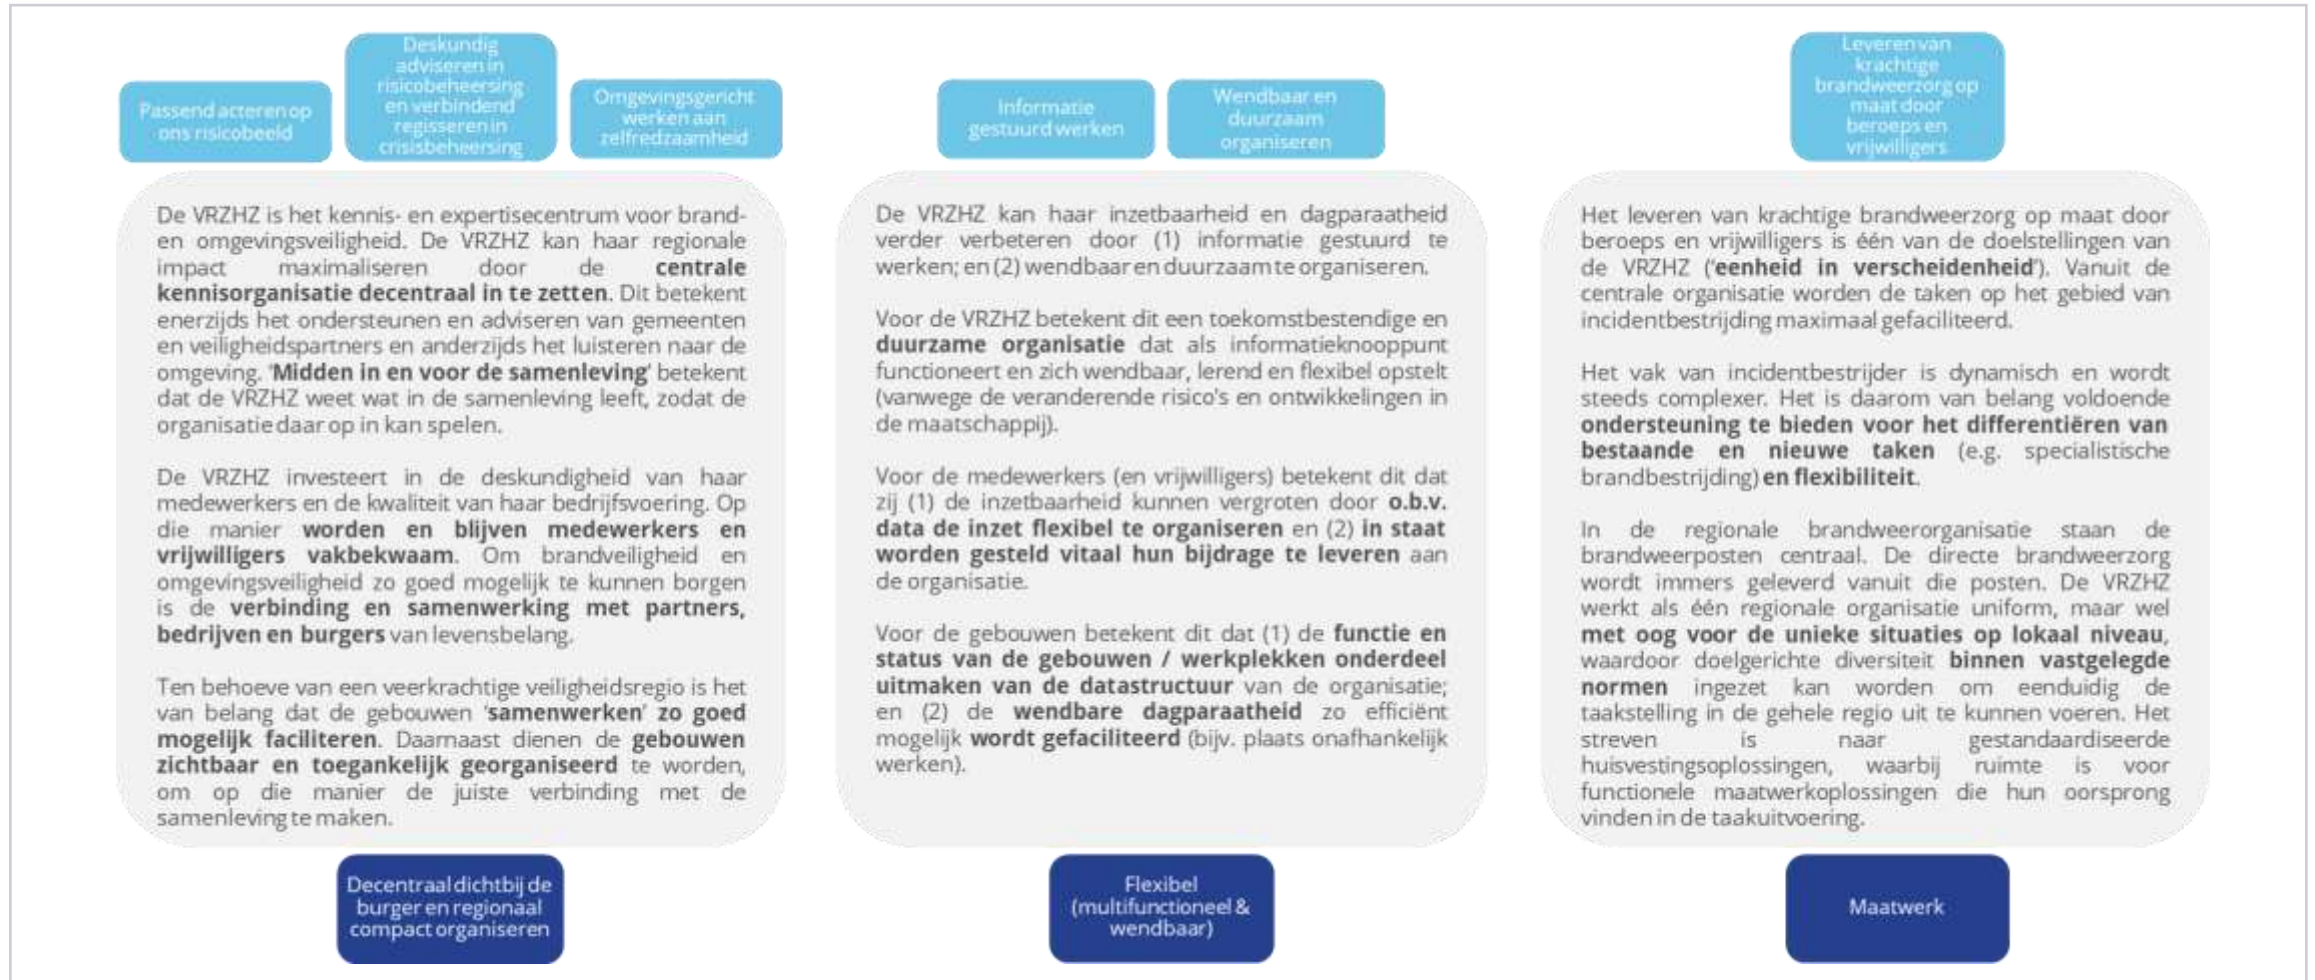 Passend acteren op
ons risicobeeld
Deskundig
adviseren in
risicobeheersing
en verbindend
regisseren in
crisisbeheersing
Omgevingsgericht
werken aan
zelfredzaamheid
De VRZHZ is het kennis- en expertisecentrum voor brand-
en omgevingsveiligheid. De VRZHZ kan haar regionale
impact maximaliseren door de centrale
kennisorganisatie decentraal in te zetten. Dit betekent
enerzijds het ondersteunen en adviseren van gemeenten
en veiligheidspartners en anderzijds het luisteren naar de
omgeving. 'Midden in en voor de samenleving' betekent
dat de VRZHZ weet wat in de samenleving leeft, zodat de
organisatie daar op in kan spelen.
De VRZHZ investeert in de deskundigheid van haar
medewerkers en de kwaliteit van haar bedrijfsvoering. Op
die manier worden en blijven medewerkers en
vrijwilligers vakbekwaam. Om brandveiligheid en
omgevingsveiligheid zo goed mogelijk te kunnen borgen
is de verbinding en samenwerking met partners,
bedrijven en burgers van levensbelang.
Ten behoeve van een veerkrachtige veiligheidsregio is het
van belang dat de gebouwen 'samenwerken' zo goed
mogelijk faciliteren. Daarnaast dienen de gebouwen
zichtbaar en toegankelijk georganiseerd te worden,
om op die manier de juiste verbinding met de
samenleving te maken.
Decentraal dichtbij de
burger en regionaal
compact organiseren
Informatie
gestuurd werken
Wendbaar en
duurzaam
organiseren
De VRZHZ kan haar inzetbaarheid en dagparaatheid
verder verbeteren door (1) informatie gestuurd te
werken; en (2) wendbaar en duurzaam te organiseren.
Voor de VRZHZ betekent dit een toekomstbestendige en
duurzame organisatie dat als informatieknooppunt
functioneert en zich wendbaar, lerend en flexibel opstelt
(vanwege de veranderende risico's en ontwikkelingen in
de maatschappij).
Voor de medewerkers (en vrijwilligers) betekent dit dat
zij (1) de inzetbaarheid kunnen vergroten door o.b.v.
data de inzet flexibel te organiseren en (2) in staat
worden gesteld vitaal hun bijdrage te leveren aan
de organisatie.
Voor de gebouwen betekent dit dat (1) de functie en
status van de gebouwen / werkplekken onderdeel
uitmaken van de datastructuur van de organisatie;
en (2) de wendbare dagparaatheid zo efficiënt
mogelijk wordt gefaciliteerd (bijv. plaats onafhankelijk
werken).
Flexibel
(multifunctioneel &
wendbaar)
Leveren van
krachtige
brandweerzorg op
maat door
beroeps en
vrijwilligers
Het leveren van krachtige brandweerzorg op maat door
beroeps en vrijwilligers is één van de doelstellingen van
de VRZHZ ('eenheid in verscheidenheid'). Vanuit de
centrale organisatie worden de taken op het gebied van
incidentbestrijding maximaal gefaciliteerd.
Het vak van incidentbestrijder is dynamisch en wordt
steeds complexer. Het is daarom van belang voldoende
ondersteuning te bieden voor het differentiëren van
bestaande en nieuwe taken (e.g. specialistische
brandbestrijding) en flexibiliteit.
In de regionale brandweerorganisatie staan de
brandweerposten centraal. De directe brandweerzorg
wordt immers geleverd vanuit die posten. De VRZHZ
werkt als één regionale organisatie uniform, maar wel
met oog voor de unieke situaties op lokaal niveau,
waardoor doelgerichte diversiteit binnen vastgelegde
normen ingezet kan worden om eenduidig de
taakstelling in de gehele regio uit te kunnen voeren. Het
streven is naar gestandaardiseerde
huisvestingsoplossingen, waarbij ruimte is voor
functionele maatwerkoplossingen die hun oorsprong
vinden in de taakuitvoering.
Maatwerk